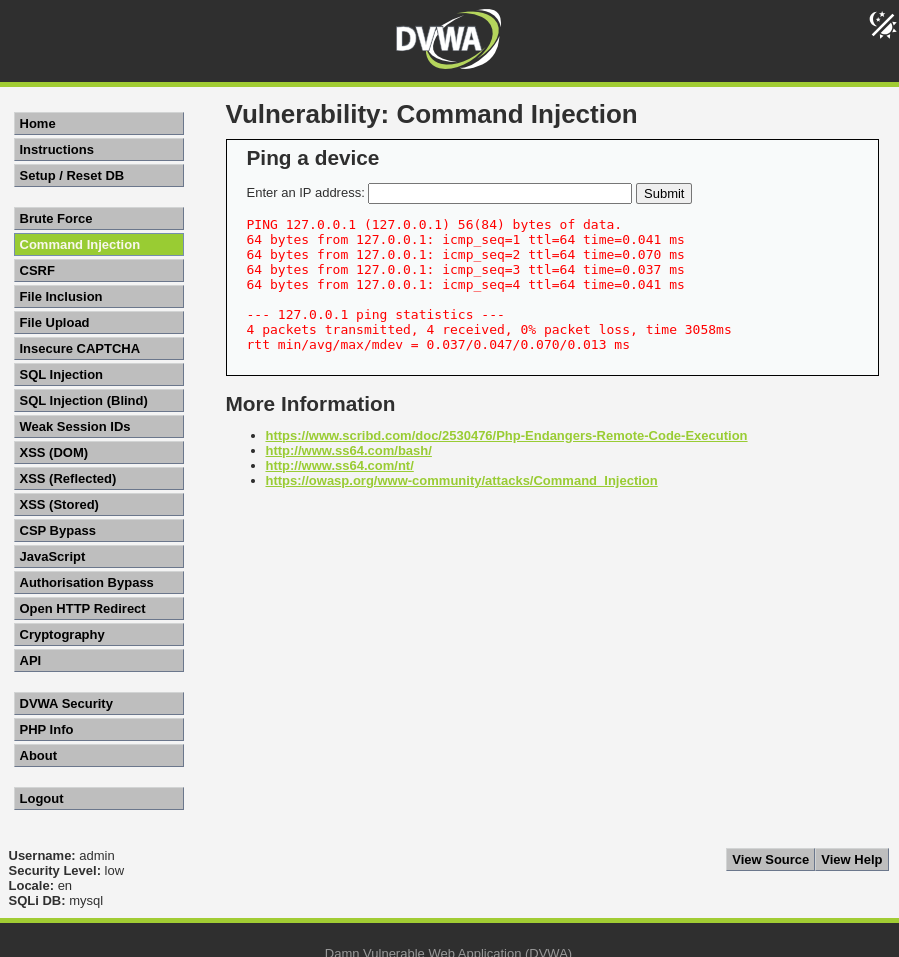 DVWA
Vulnerability: Command Injection
Home
Instructions
Setup / Reset DB
Brute Force
Command Injection
CSRF
File Inclusion
File Upload
Insecure CAPTCHA
SQL Injection
SQL Injection (Blind)
Weak Session IDs
XSS (DOM)
XSS (Reflected)
XSS (Stored)
CSP Bypass
JavaScript
Authorisation Bypass
Open HTTP Redirect
Cryptography
API
DVWA Security
PHP Info
About
Logout
Ping a device
Enter an IP address: Submit
PING 127.0.0.1 (127.0.0.1) 56(84) bytes of data.
64 bytes from 127.0.0.1: icmp_seq=1 ttl=64 time=0.041 ms
64 bytes from 127.0.0.1: icmp_seq=2 ttl=64 time=0.070 ms
64 bytes from 127.0.0.1: icmp_seq=3 ttl=64 time=0.037 ms
64 bytes from 127.0.0.1: icmp_seq=4 ttl=64 time=0.041 ms
--- 127.0.0.1 ping statistics ---
4 packets transmitted, 4 received, 0% packet loss, time 3058ms
rtt min/avg/max/mdev = 0.037/0.047/0.070/0.013 ms
More Information
https://www.scribd.com/doc/2530476/Php-Endangers-Remote-Code-Execution
http://www.ss64.com/bash/
http://www.ss64.com/nt/
https://owasp.org/www-community/attacks/Command_Injection
Username: admin
Security Level: low
Locale: en
SQLi DB: mysql
View Source View Help
Damn Vulnerable Web Application (DVWA)